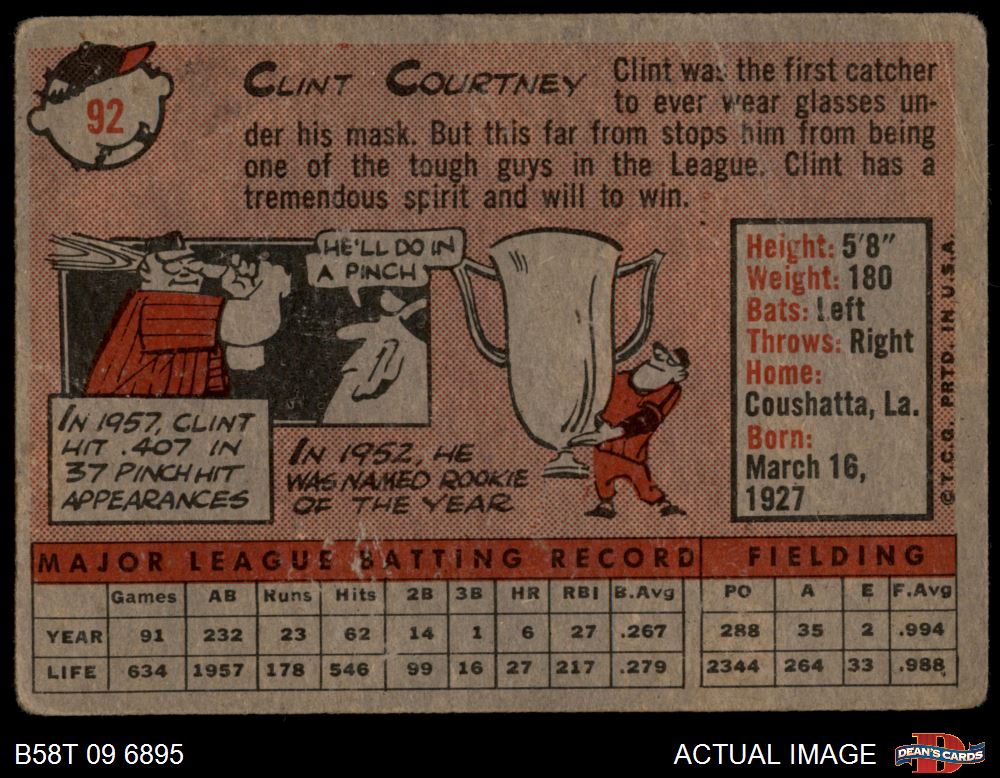 92
CLINT COURTNEY
Clint was the first catcher
to ever wear glasses un-
der his mask. But this far from stops him from being
one of the tough guys in the League. Clint has a
tremendous spirit and will to win.
HE'LL DO IN
A PINCH
IN 1957, CLINT
HIT .407 IN
37 PINCH HIT
APPEARANCES
IN 1952, HE
WAS NAMED ROOKIE
OF THE YEAR
Height: 5'8"
Weight: 180
Bats: Left
Throws: Right
Home:
Coushatta, La.
Born:
March 16,
1927
© T.C.G. PRTD. IN U.S.A.
MAJOR LEAGUE BATTING RECORD FIELDING
Games AB Runs Hits 2B 3B HR RBI B.Avg PO A E F.Avg
YEAR 91 232 23 62 14 1 6 27 .267 288 35 2 .994
LIFE 634 1957 178 546 99 16 27 217 .279 2344 264 33 .988
B58T 09 6895
ACTUAL IMAGE
DEAN'S CARDS